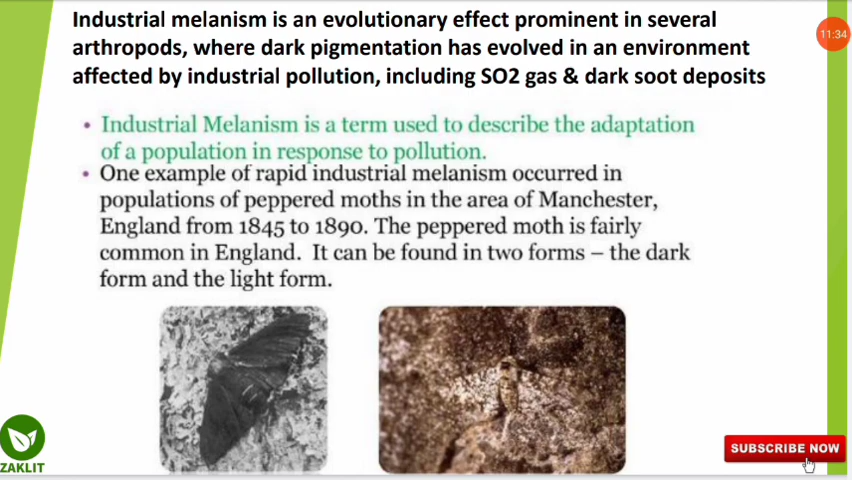 Industrial melanism is an evolutionary effect prominent in several
arthropods, where dark pigmentation has evolved in an environment
affected by industrial pollution, including SO2 gas & dark soot deposits
11:34
• Industrial Melanism is a term used to describe the adaptation
of a population in response to pollution.
• One example of rapid industrial melanism occurred in
populations of peppered moths in the area of Manchester,
England from 1845 to 1890. The peppered moth is fairly
common in England. It can be found in two forms – the dark
form and the light form.
ZAKLIT
SUBSCRIBE NOW